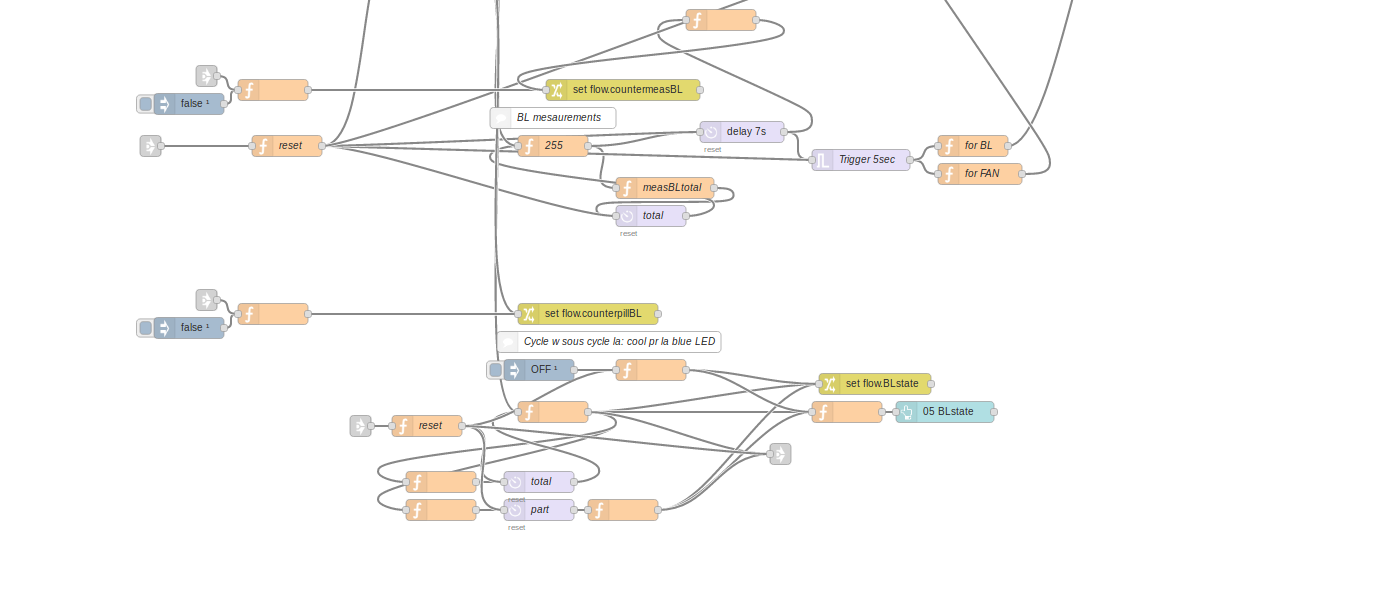 set flow.countermeasBL
false ¹
BL mesaurements
delay 7s
reset
reset
255
for BL
Trigger 5sec
for FAN
measBLtotal
total
reset
set flow.counterpillBL
false ¹
Cycle w sous cycle la: cool pr la blue LED
OFF ¹
set flow.BLstate
05 BLstate
reset
total
reset
part
reset